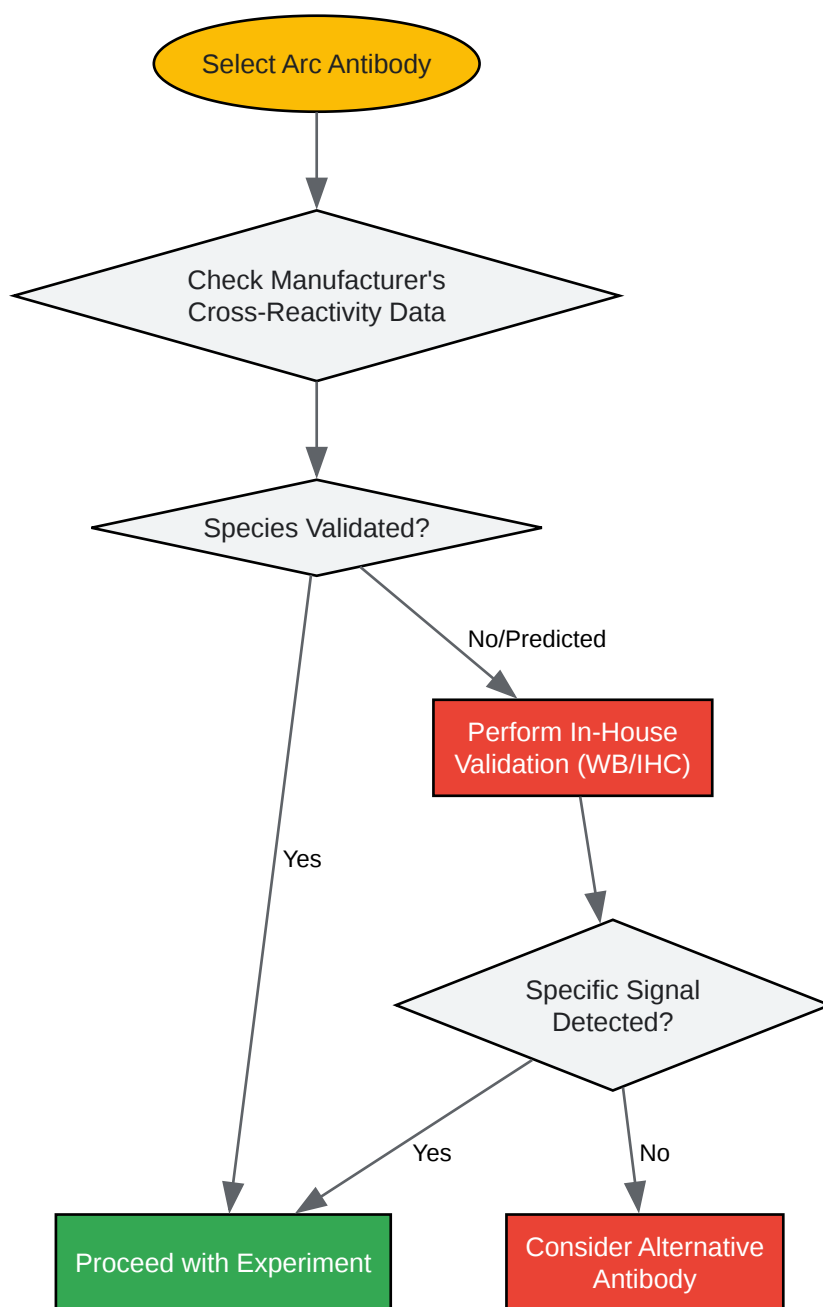 Select Arc Antibody
Check Manufacturer's
Cross-Reactivity Data
Species Validated?
No/Predicted
Perform In-House
Validation (WB/IHC)
Yes
Specific Signal
Detected?
Yes
No
Proceed with Experiment
Consider Alternative
Antibody